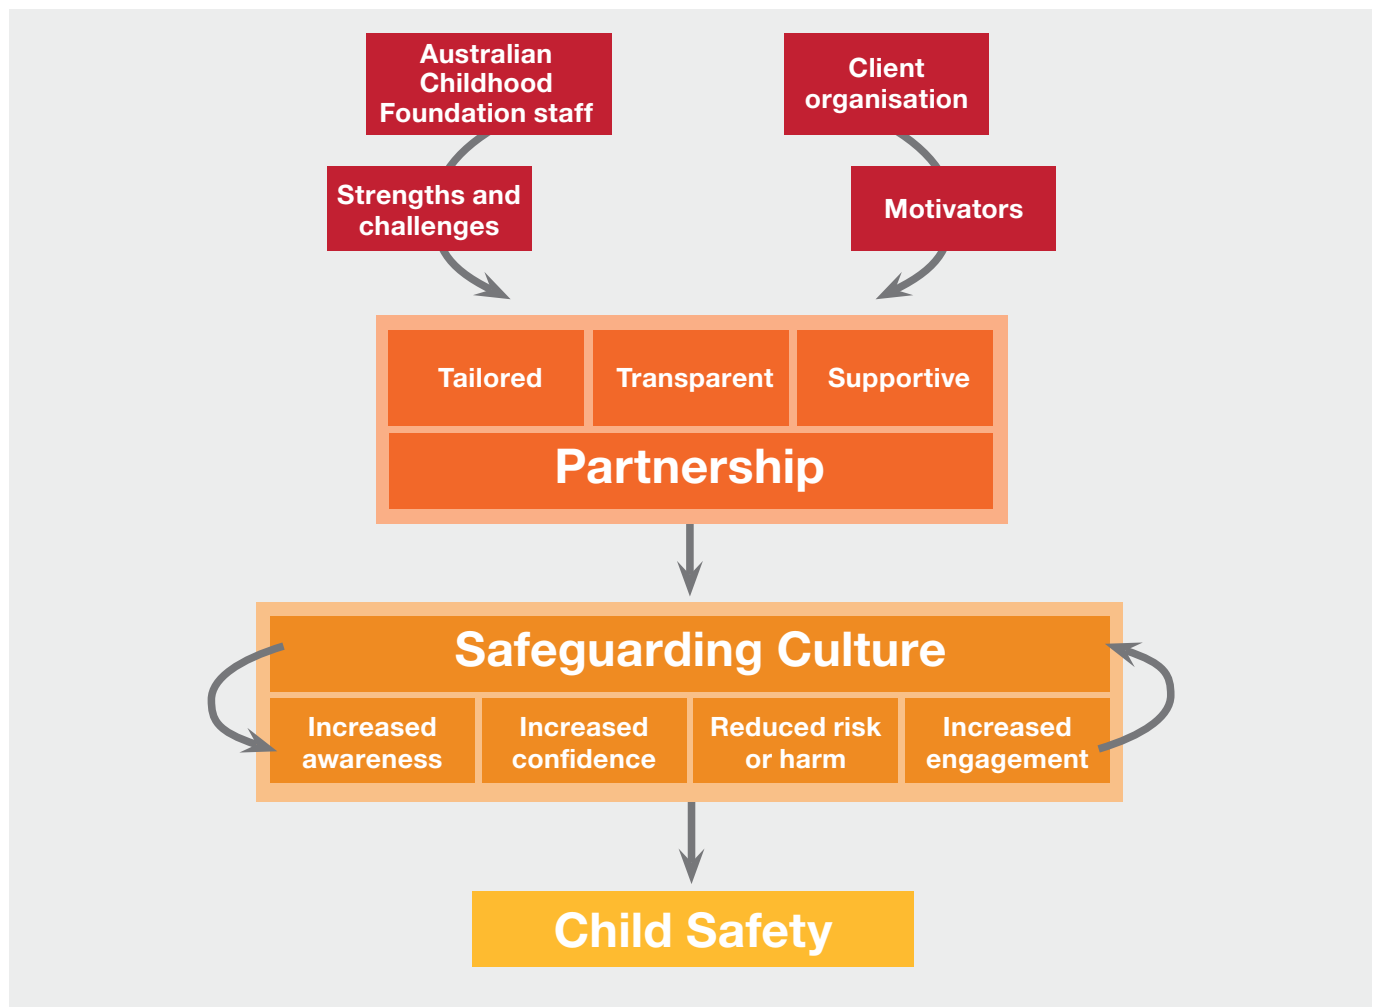 Australian
Childhood
Foundation staff
Client
organisation
Strengths and
challenges
Motivators
Tailored
Transparent
Supportive
Partnership
Safeguarding Culture
Increased
awareness
Increased
confidence
Reduced risk
or harm
Increased
engagement
Child Safety